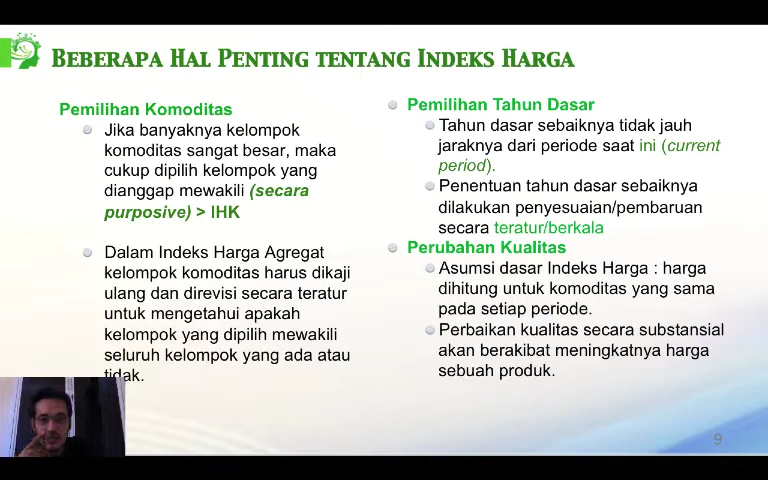 BEBERAPA HAL PENTING TENTANG INDEKS HARGA
Pemilihan Komoditas
Jika banyaknya kelompok
komoditas sangat besar, maka
cukup dipilih kelompok yang
dianggap mewakili (secara
purposive) > IHK
Dalam Indeks Harga Agregat
kelompok komoditas harus dikaji
ulang dan direvisi secara teratur
untuk mengetahui apakah
kelompok yang dipilih mewakili
seluruh kelompok yang ada atau
tidak.
Pemilihan Tahun Dasar
Tahun dasar sebaiknya tidak jauh
jaraknya dari periode saat ini (current
period).
Penentuan tahun dasar sebaiknya
dilakukan penyesuaian/pembaruan
secara teratur/berkala
Perubahan Kualitas
Asumsi dasar Indeks Harga : harga
dihitung untuk komoditas yang sama
pada setiap periode.
Perbaikan kualitas secara substansial
akan berakibat meningkatnya harga
sebuah produk.
9